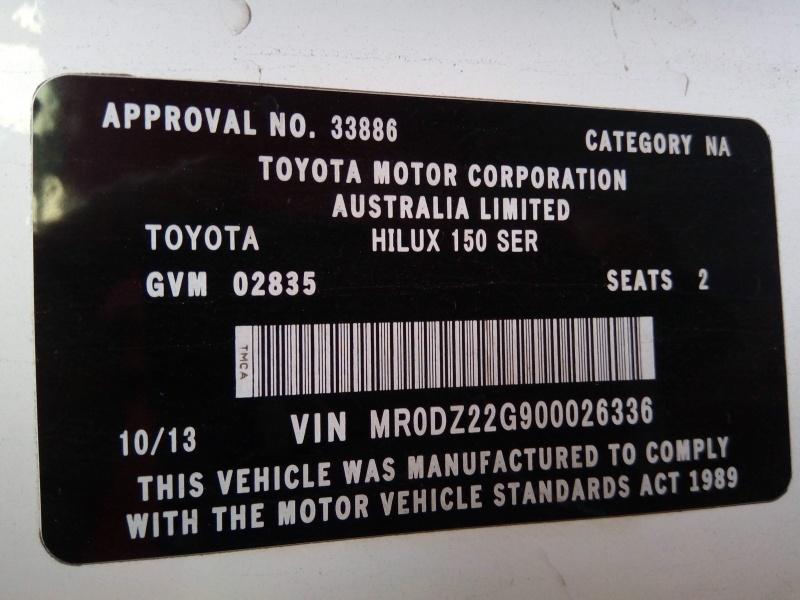 APPROVAL NO. 33886
CATEGORY NA
TOYOTA MOTOR CORPORATION
AUSTRALIA LIMITED
TOYOTA HILUX 150 SER
GVM 02835 SEATS 2
TMCA
10/13 VIN MR0DZ22G900026336
THIS VEHICLE WAS MANUFACTURED TO COMPLY
WITH THE MOTOR VEHICLE STANDARDS ACT 1989